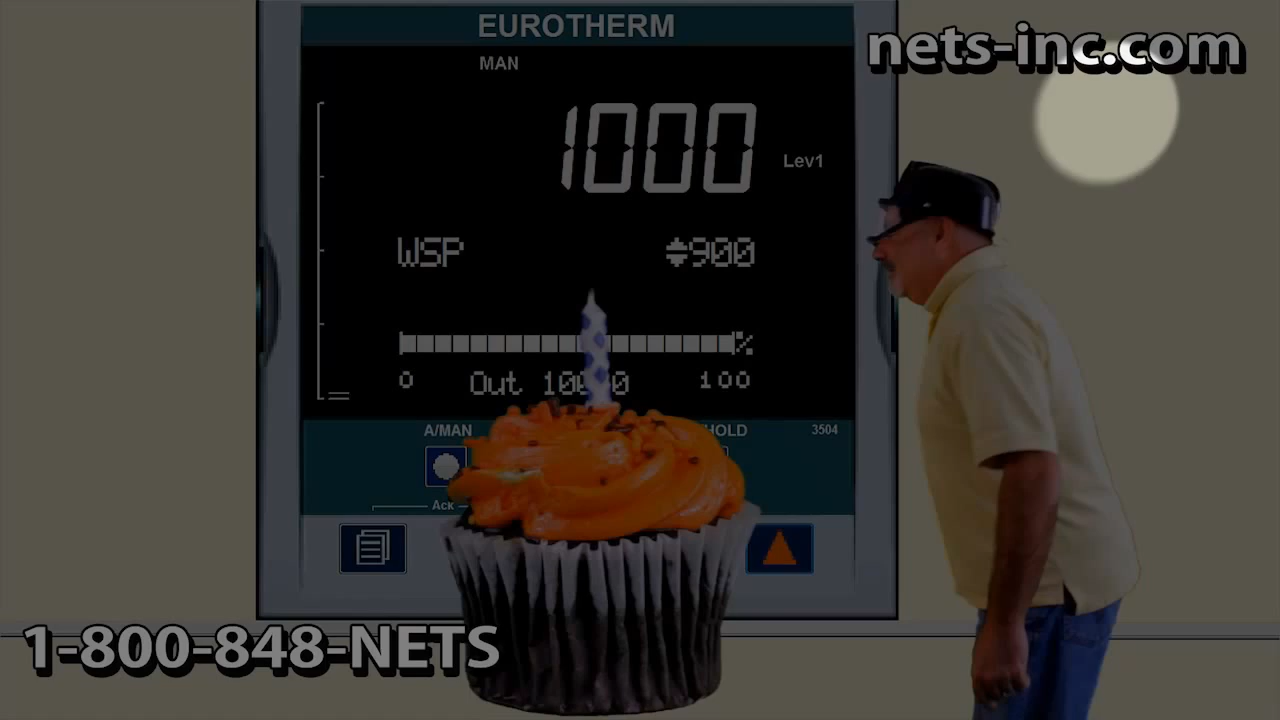 EUROTHERM
nets-inc.com
MAN
1000
Lev1
WSP
900
%
0
Out
100
A/MAN
HOLD
3504
Ack
1-800-848-NETS